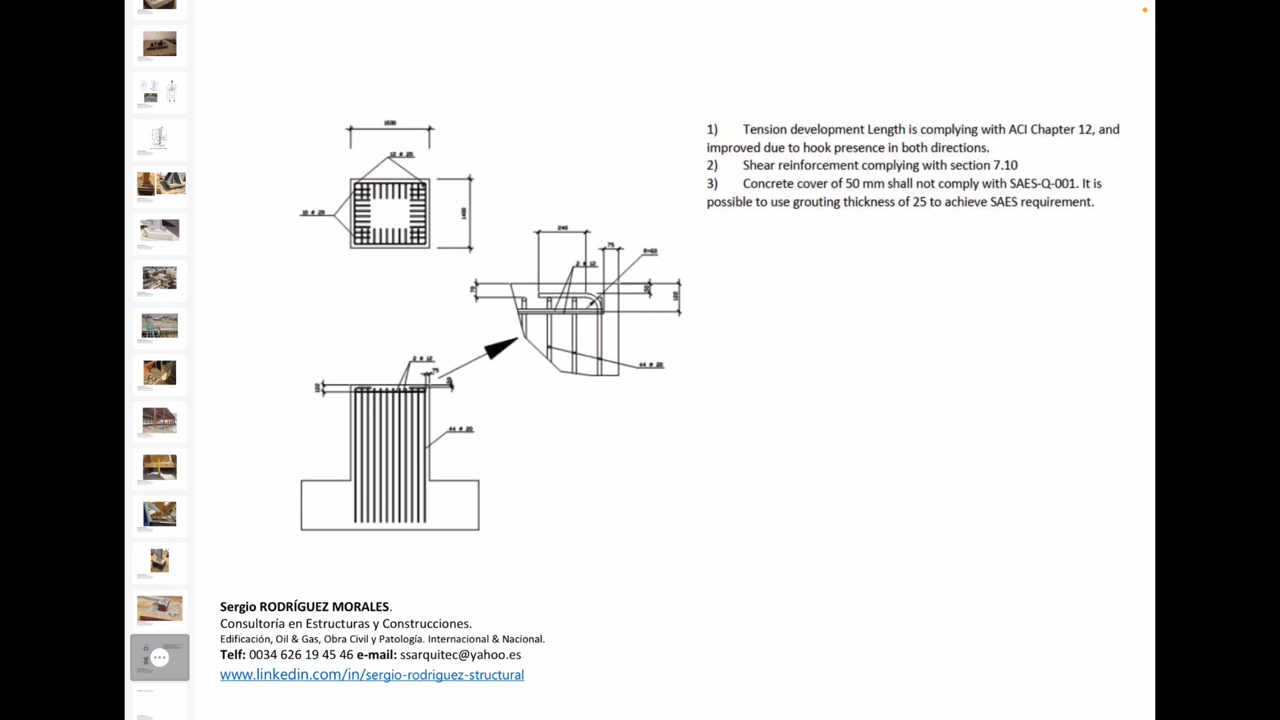 1600
12 ø 20
10 ø 20
1400
240
75
R=60
2 ø 12
70
50
122
44 ø 20
2 ø 12
75
122
44 ø 20
1) Tension development Length is complying with ACI Chapter 12, and
improved due to hook presence in both directions.
2) Shear reinforcement complying with section 7.10
3) Concrete cover of 50 mm shall not comply with SAES-Q-001. It is
possible to use grouting thickness of 25 to achieve SAES requirement.
Sergio RODRÍGUEZ MORALES.
Consultoría en Estructuras y Construcciones.
Edificación, Oil & Gas, Obra Civil y Patología. Internacional & Nacional.
Telf: 0034 626 19 45 46 e-mail: ssarquitec@yahoo.es
www.linkedin.com/in/sergio-rodriguez-structural